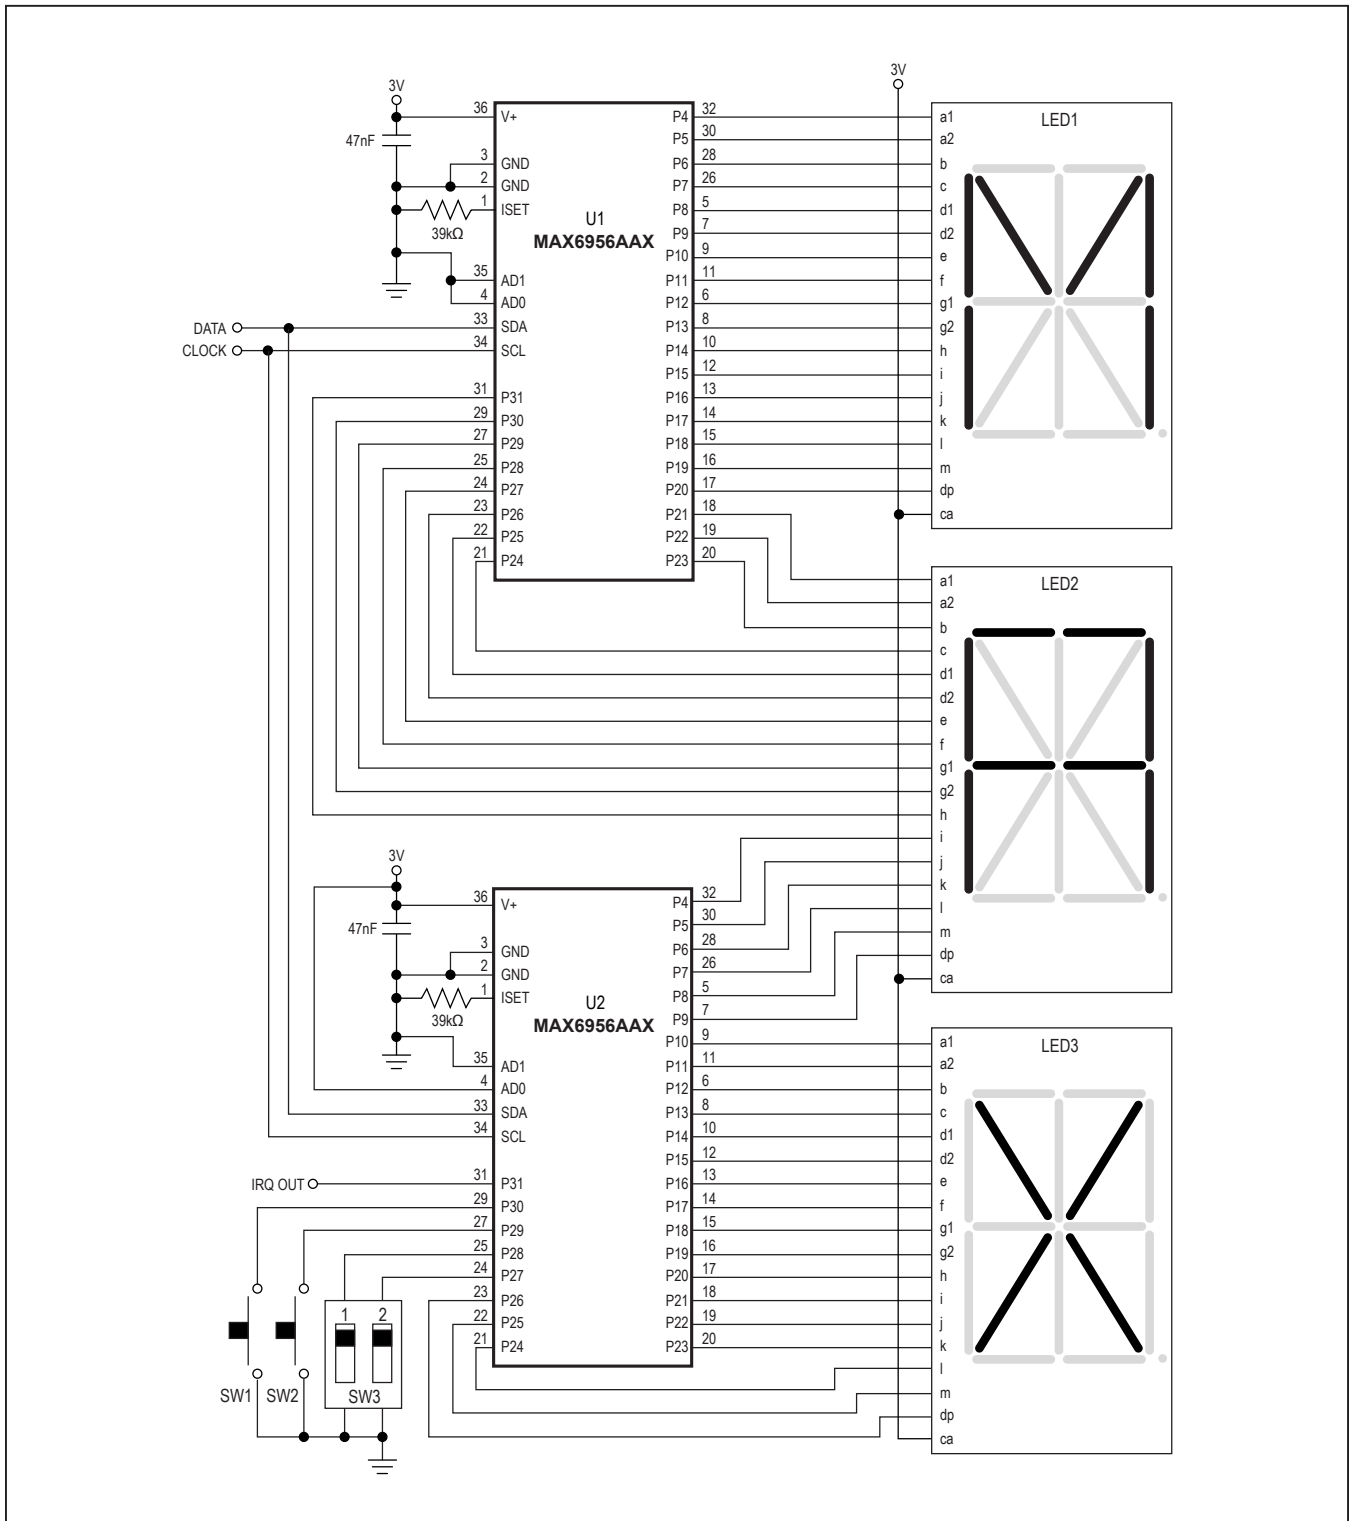 3V
47nF
39kΩ
U1
MAX6956AAX
36 V+
3 GND
2 GND
1 ISET
35 AD1
4 AD0
33 SDA
34 SCL
31 P31
29 P30
27 P29
25 P28
24 P27
23 P26
22 P25
21 P24
P4 32
P5 30
P6 28
P7 26
P8 5
P9 7
P10 9
P11 11
P12 6
P13 8
P14 10
P15 12
P16 13
P17 14
P18 15
P19 16
P20 17
P21 18
P22 19
P23 20
DATA
CLOCK
3V
LED1
a1
a2
b
c
d1
d2
e
f
g1
g2
h
i
j
k
l
m
dp
ca
LED2
a1
a2
b
c
d1
d2
e
f
g1
g2
h
i
j
k
l
m
dp
ca
3V
47nF
39kΩ
U2
MAX6956AAX
36 V+
3 GND
2 GND
1 ISET
35 AD1
4 AD0
33 SDA
34 SCL
31 P31
29 P30
27 P29
25 P28
24 P27
23 P26
22 P25
21 P24
P4 32
P5 30
P6 28
P7 26
P8 5
P9 7
P10 9
P11 11
P12 6
P13 8
P14 10
P15 12
P16 13
P17 14
P18 15
P19 16
P20 17
P21 18
P22 19
P23 20
IRQ OUT
1 2
SW1 SW2 SW3
LED3
a1
a2
b
c
d1
d2
e
f
g1
g2
h
i
j
k
l
m
dp
ca